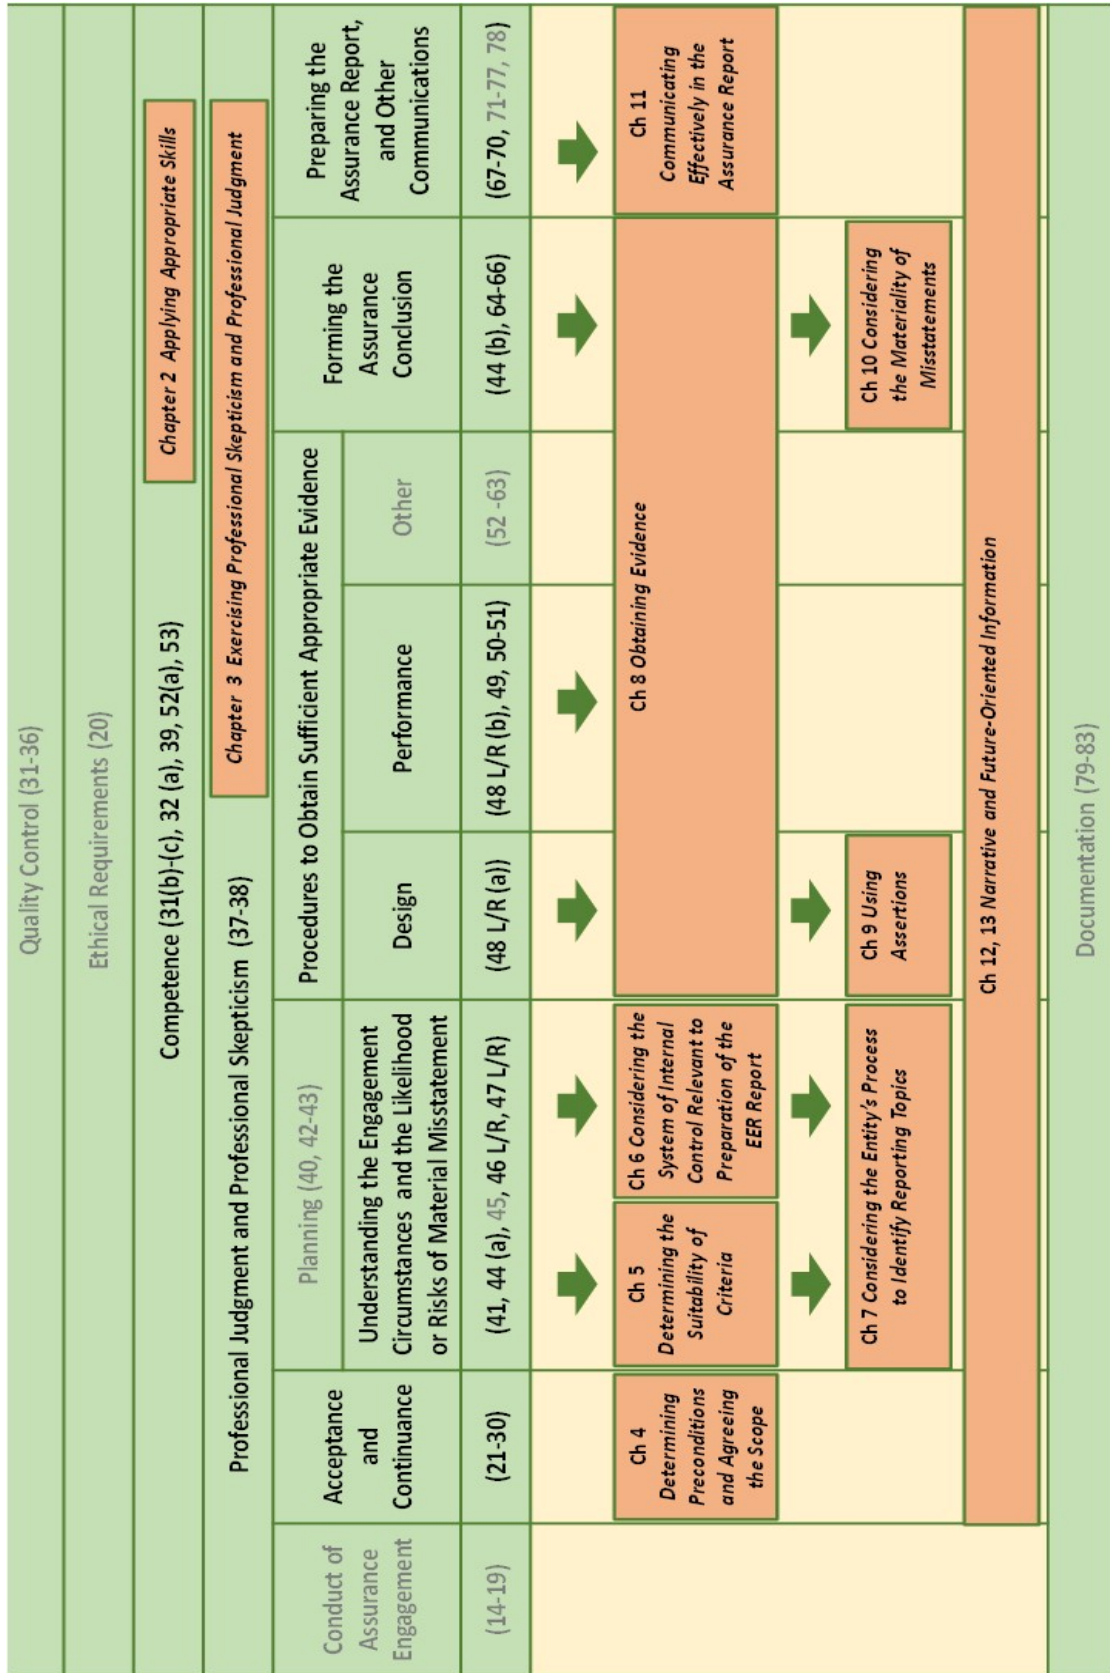 Quality Control (31-36)
Ethical Requirements (20)
Competence (31(b)-(c), 32 (a), 39, 52(a), 53)
Chapter 2 Applying Appropriate Skills
Professional Judgment and Professional Skepticism (37-38)
Chapter 3 Exercising Professional Skepticism and Professional Judgment
Conduct of
Assurance
Engagement
Acceptance
and
Continuance
Planning (40, 42-43)
Understanding the Engagement
Circumstances and the Likelihood
or Risks of Material Misstatement
Procedures to Obtain Sufficient Appropriate Evidence
Design
Performance
Other
Forming the
Assurance
Conclusion
Preparing the
Assurance Report,
and Other
Communications
(14-19)
(21-30)
(41, 44 (a), 45, 46 L/R, 47 L/R)
(48 L/R (a))
(48 L/R (b), 49, 50-51)
(52 -63)
(44 (b), 64-66)
(67-70, 71-77, 78)
Ch 4
Determining
Preconditions
and Agreeing
the Scope
Ch 5
Determining the
Suitability of
Criteria
Ch 6 Considering the
System of Internal
Control Relevant to
Preparation of the
EER Report
Ch 8 Obtaining Evidence
Ch 11
Communicating
Effectively in the
Assurance Report
Ch 7 Considering the Entity's Process
to Identify Reporting Topics
Ch 9 Using
Assertions
Ch 10 Considering
the Materiality of
Misstatements
Ch 12, 13 Narrative and Future-Oriented Information
Documentation (79-83)